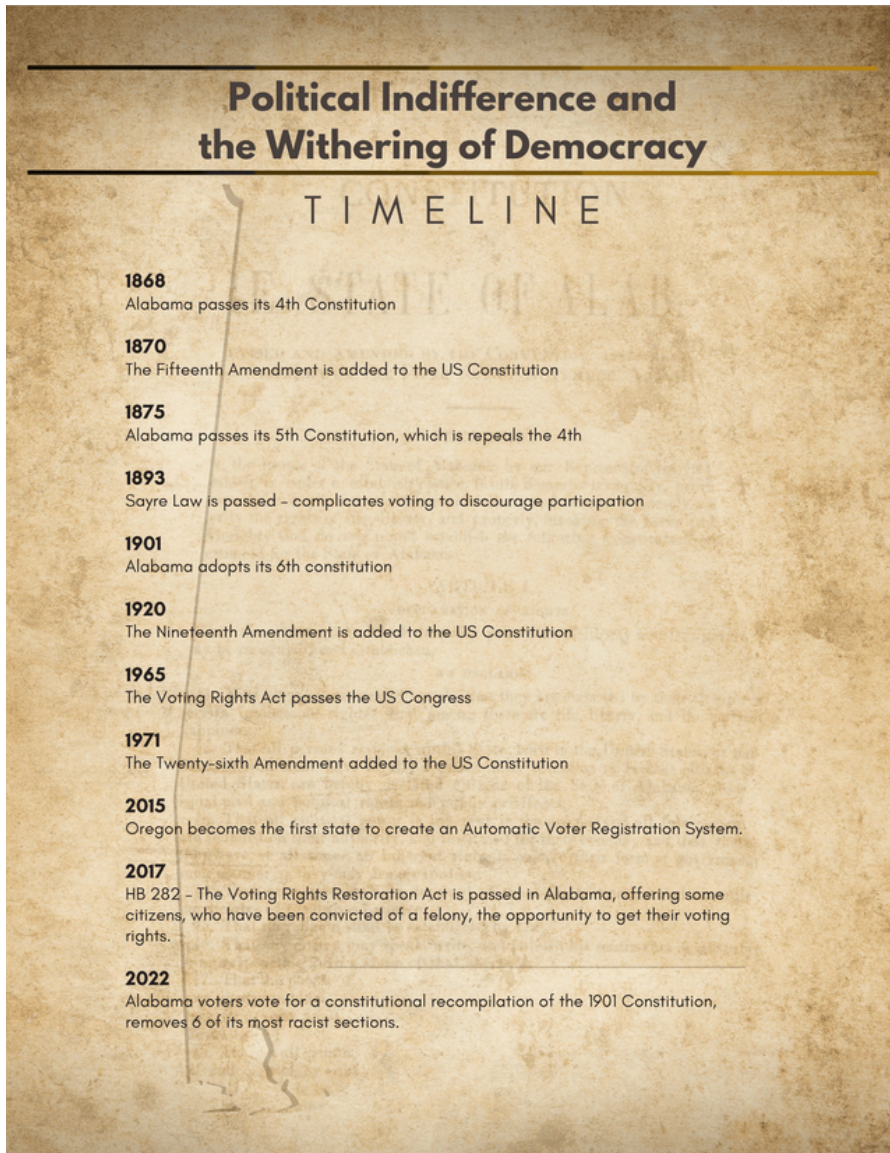 Political Indifference and
the Withering of Democracy
TIMELINE
1868
Alabama passes its 4th Constitution
1870
The Fifteenth Amendment is added to the US Constitution
1875
Alabama passes its 5th Constitution, which is repeals the 4th
1893
Sayre Law is passed - complicates voting to discourage participation
1901
Alabama adopts its 6th constitution
1920
The Nineteenth Amendment is added to the US Constitution
1965
The Voting Rights Act passes the US Congress
1971
The Twenty-sixth Amendment added to the US Constitution
2015
Oregon becomes the first state to create an Automatic Voter Registration System.
2017
HB 282 - The Voting Rights Restoration Act is passed in Alabama, offering some
citizens, who have been convicted of a felony, the opportunity to get their voting
rights.
2022
Alabama voters vote for a constitutional recompilation of the 1901 Constitution,
removes 6 of its most racist sections.